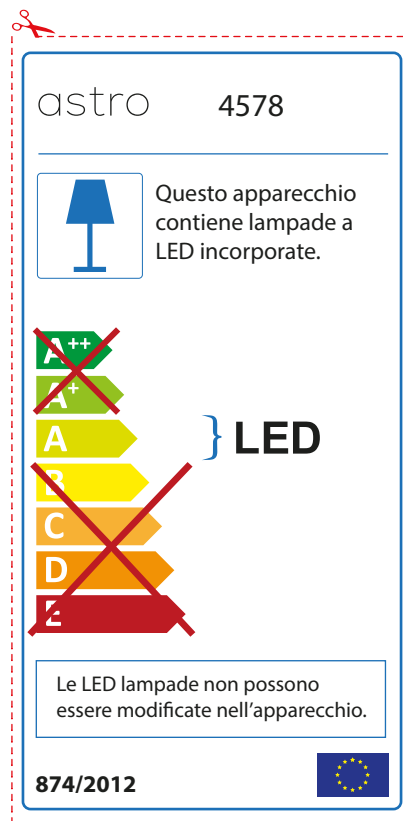 astro 4578
Questo apparecchio
contiene lampade a
LED incorporate.
A++
A+
A
} LED
B
C
D
E
Le LED lampade non possono
essere modificate nell'apparecchio.
874/2012